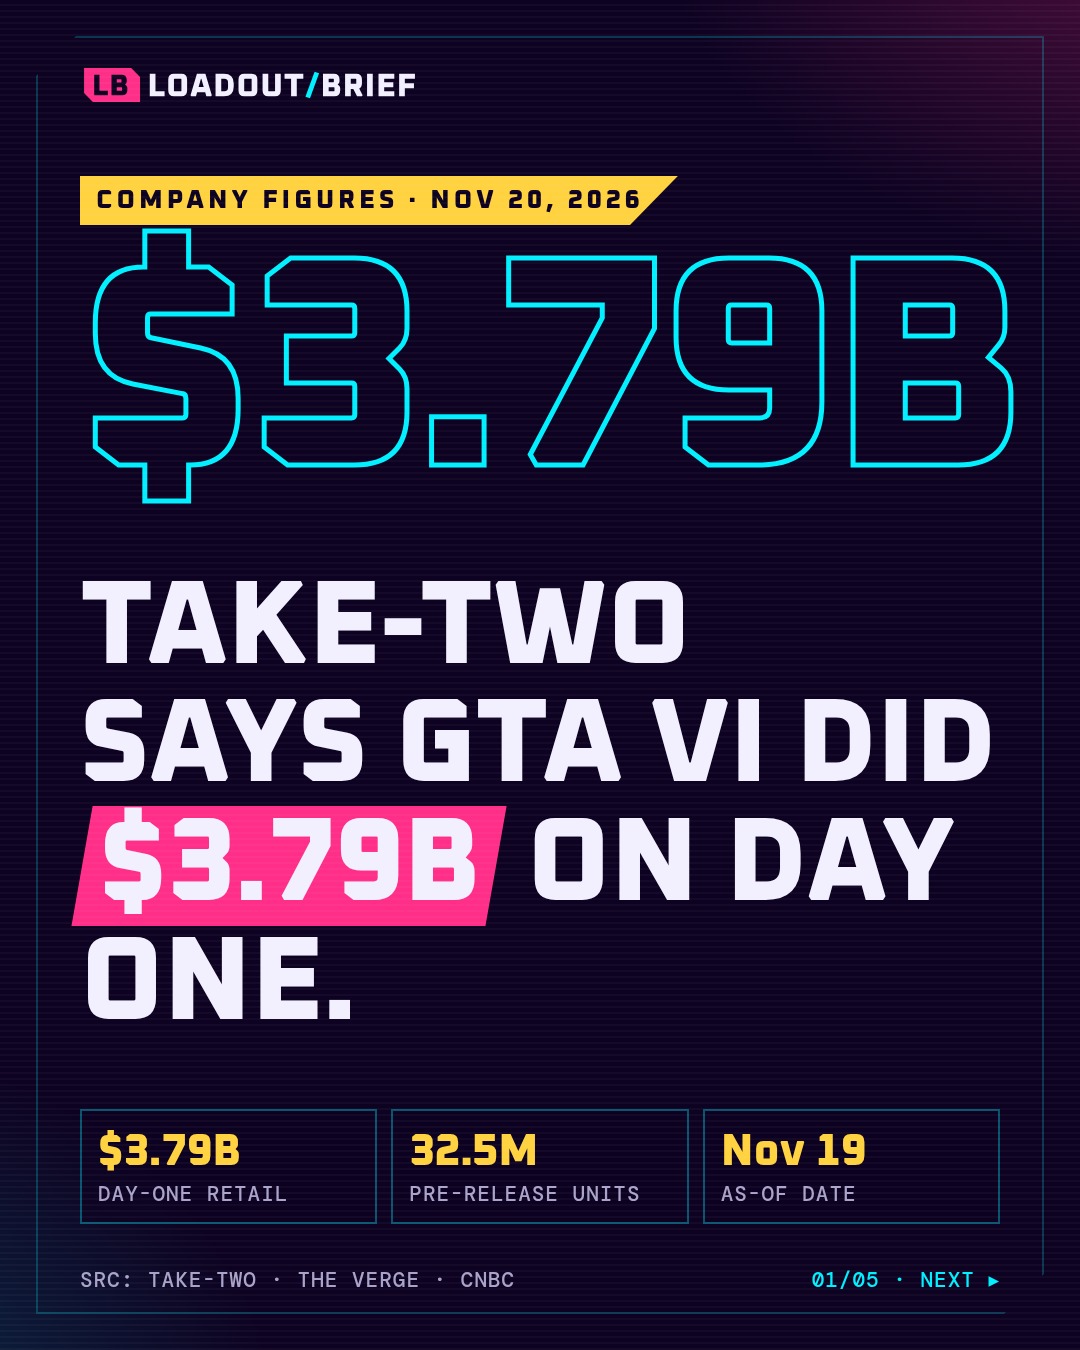 LB LOADOUT/BRIEF
COMPANY FIGURES · NOV 20, 2026
$3.79B
TAKE-TWO
SAYS GTA VI DID
$3.79B ON DAY
ONE.
$3.79B
DAY-ONE RETAIL
32.5M
PRE-RELEASE UNITS
Nov 19
AS-OF DATE
SRC: TAKE-TWO · THE VERGE · CNBC
01/05 · NEXT ▸